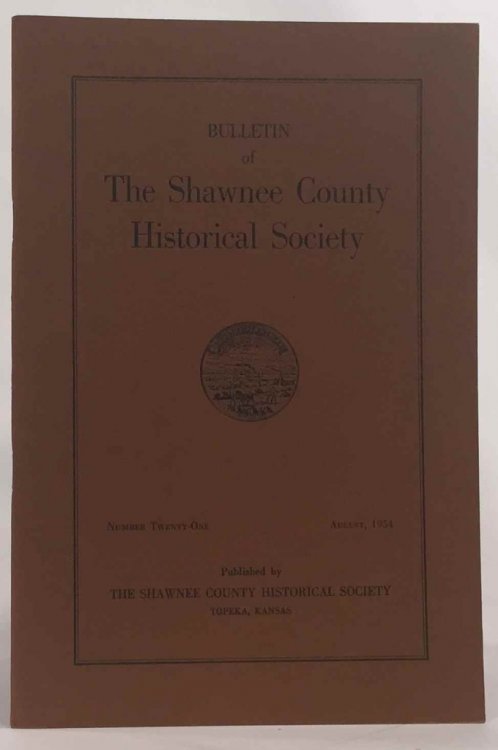 BULLETIN
of
The Shawnee County
Historical Society
NUMBER TWENTY-ONE
AUGUST, 1954
Published by
THE SHAWNEE COUNTY HISTORICAL SOCIETY
TOPEKA, KANSAS